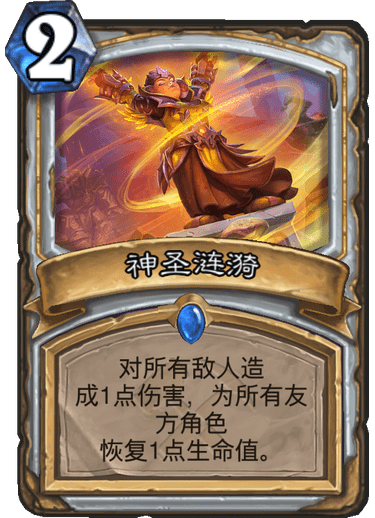 2
神圣涟漪
对所有敌人造
成1点伤害，为所有友
方角色
恢复1点生命值。